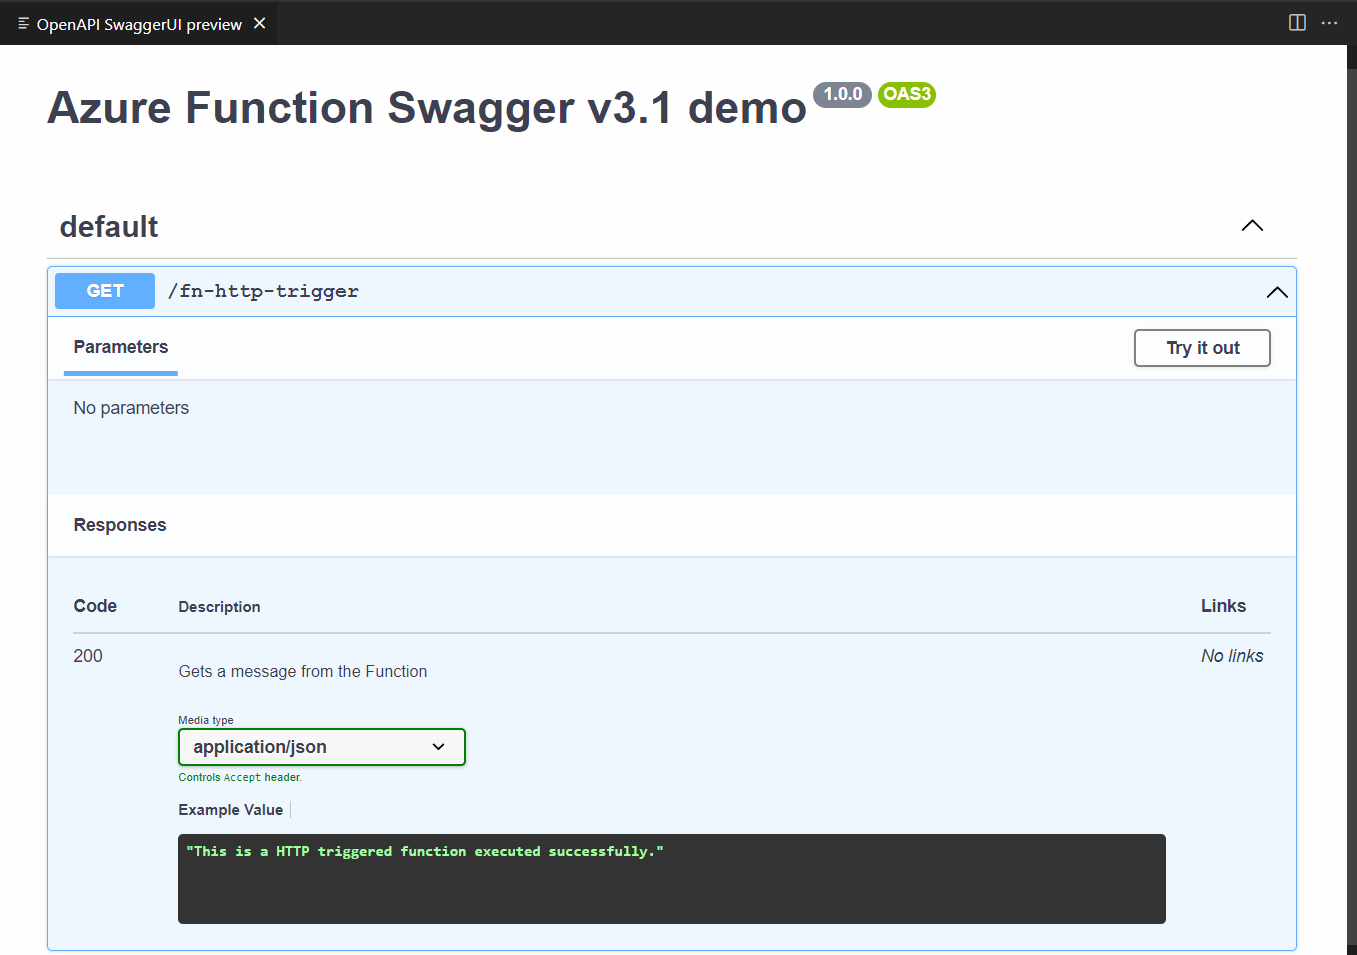 OpenAPI SwaggerUI preview
Azure Function Swagger v3.1 demo 1.0.0 OAS3
default
GET /fn-http-trigger
Parameters Try it out
No parameters
Responses
Code Description Links
200 No links
Gets a message from the Function
Media type
application/json
Controls Accept header.
Example Value
"This is a HTTP triggered function executed successfully."